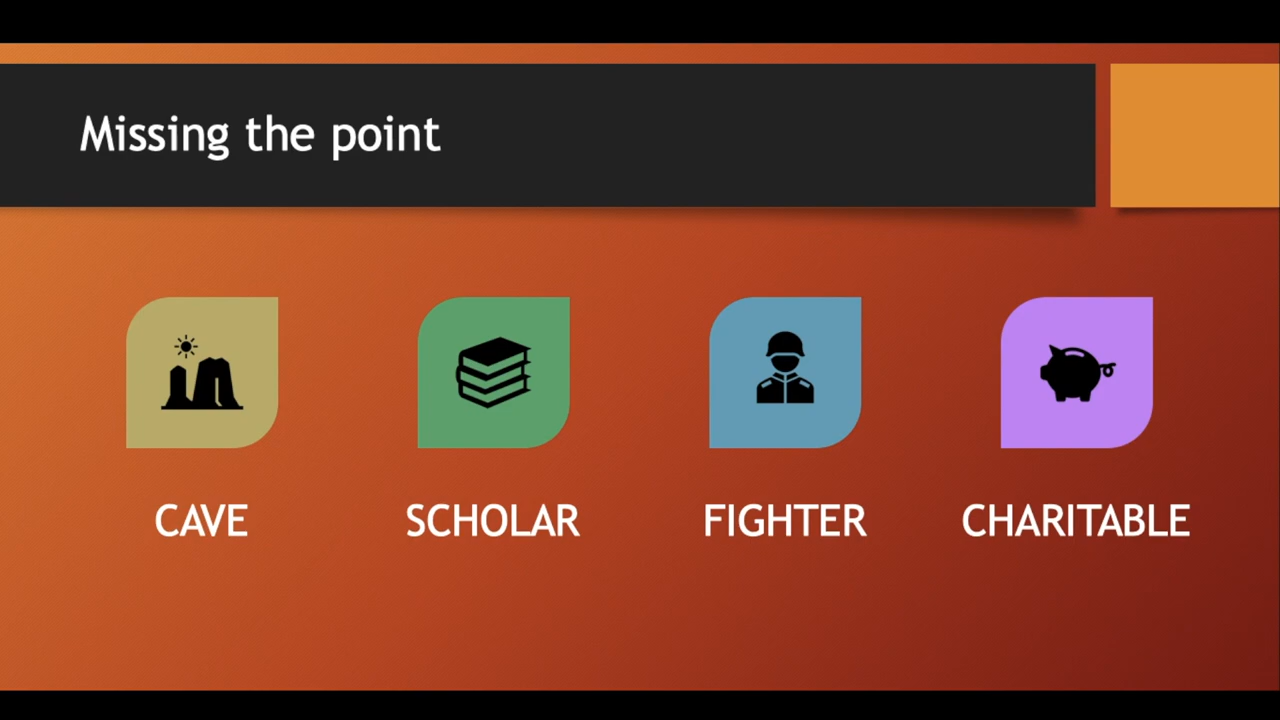 Missing the point
CAVE
SCHOLAR
FIGHTER
CHARITABLE